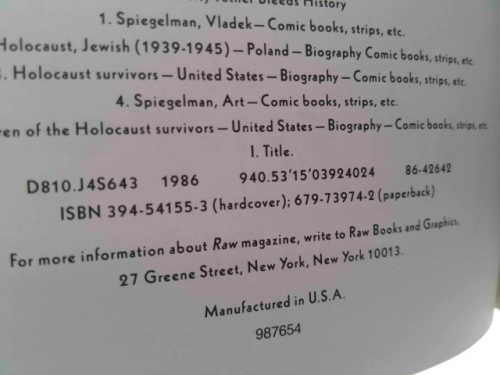 Bleeds History
1. Spiegelman, Vladek—Comic books, strips, etc.
Holocaust, Jewish (1939-1945)—Poland—Biography Comic books, strips, etc.
. Holocaust survivors—United States—Biography—Comic books, strips, etc.
4. Spiegelman, Art—Comic books, strips, etc.
ren of the Holocaust survivors—United States—Biography—Comic books, strips, etc.
I. Title.
D810.J4S643 1986 940.53'15'03924024 86-42642
ISBN 394-54155-3 (hardcover); 679-73974-2 (paperback)
For more information about Raw magazine, write to Raw Books and Graphics,
27 Greene Street, New York, New York 10013.
Manufactured in U.S.A.
987654